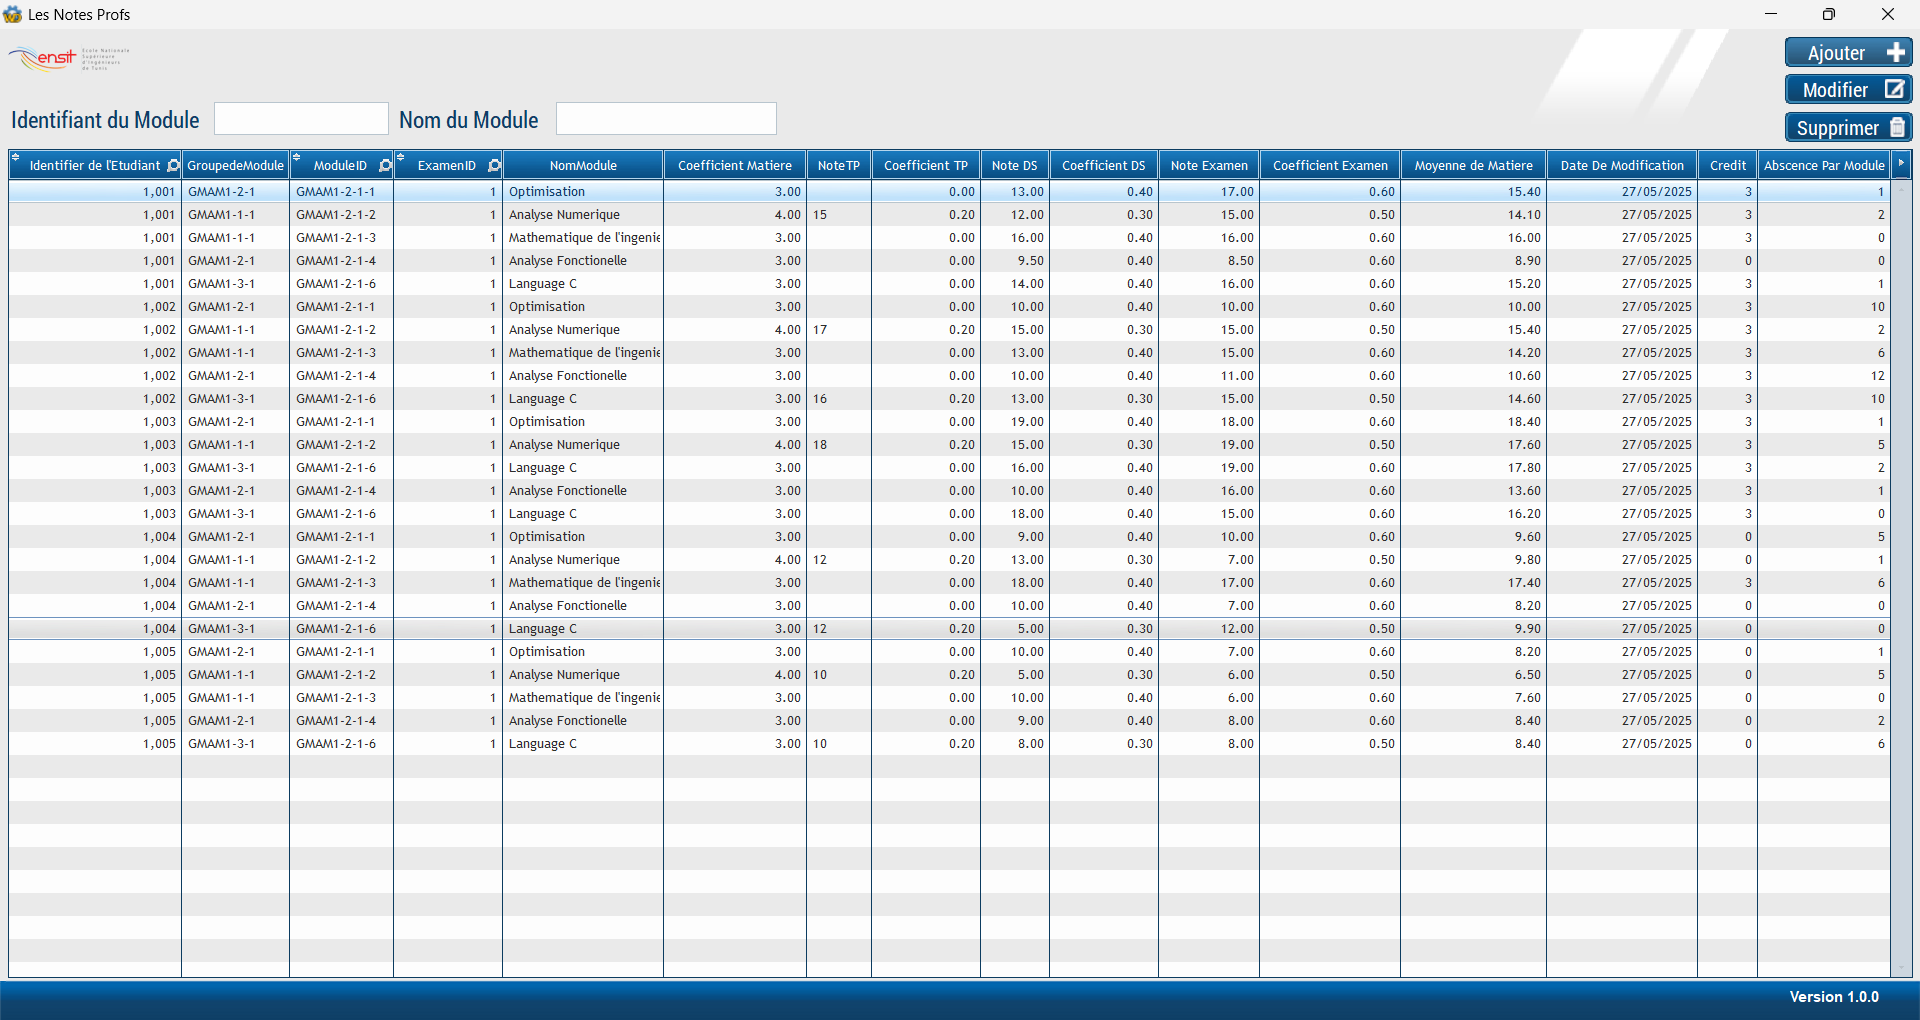 Les Notes Profs
ensit
Ecole Nationale
Supérieure
d'Ingénieurs
de Tunis
Ajouter
Modifier
Supprimer
Identifiant du Module Nom du Module
Identifier de l'Etudiant GroupedeModule ModuleID ExamenID NomModule Coefficient Matiere NoteTP Coefficient TP Note DS Coefficient DS Note Examen Coefficient Examen Moyenne de Matiere Date De Modification Credit Abscence Par Module
1,001 GMAM1-2-1 GMAM1-2-1-1 1 Optimisation 3.00 0.00 13.00 0.40 17.00 0.60 15.40 27/05/2025 3 1
1,001 GMAM1-1-1 GMAM1-2-1-2 1 Analyse Numerique 4.00 15 0.20 12.00 0.30 15.00 0.50 14.10 27/05/2025 3 2
1,001 GMAM1-1-1 GMAM1-2-1-3 1 Mathematique de l'ingenie 3.00 0.00 16.00 0.40 16.00 0.60 16.00 27/05/2025 3 0
1,001 GMAM1-2-1 GMAM1-2-1-4 1 Analyse Fonctionelle 3.00 0.00 9.50 0.40 8.50 0.60 8.90 27/05/2025 0 0
1,001 GMAM1-3-1 GMAM1-2-1-6 1 Language C 3.00 0.00 14.00 0.40 16.00 0.60 15.20 27/05/2025 3 1
1,002 GMAM1-2-1 GMAM1-2-1-1 1 Optimisation 3.00 0.00 10.00 0.40 10.00 0.60 10.00 27/05/2025 3 10
1,002 GMAM1-1-1 GMAM1-2-1-2 1 Analyse Numerique 4.00 17 0.20 15.00 0.30 15.00 0.50 15.40 27/05/2025 3 2
1,002 GMAM1-1-1 GMAM1-2-1-3 1 Mathematique de l'ingenie 3.00 0.00 13.00 0.40 15.00 0.60 14.20 27/05/2025 3 6
1,002 GMAM1-2-1 GMAM1-2-1-4 1 Analyse Fonctionelle 3.00 0.00 10.00 0.40 11.00 0.60 10.60 27/05/2025 3 12
1,002 GMAM1-3-1 GMAM1-2-1-6 1 Language C 3.00 16 0.20 13.00 0.30 15.00 0.50 14.60 27/05/2025 3 10
1,003 GMAM1-2-1 GMAM1-2-1-1 1 Optimisation 3.00 0.00 19.00 0.40 18.00 0.60 18.40 27/05/2025 3 1
1,003 GMAM1-1-1 GMAM1-2-1-2 1 Analyse Numerique 4.00 18 0.20 15.00 0.30 19.00 0.50 17.60 27/05/2025 3 5
1,003 GMAM1-3-1 GMAM1-2-1-6 1 Language C 3.00 0.00 16.00 0.40 19.00 0.60 17.80 27/05/2025 3 2
1,003 GMAM1-2-1 GMAM1-2-1-4 1 Analyse Fonctionelle 3.00 0.00 10.00 0.40 16.00 0.60 13.60 27/05/2025 3 1
1,003 GMAM1-3-1 GMAM1-2-1-6 1 Language C 3.00 0.00 18.00 0.40 15.00 0.60 16.20 27/05/2025 3 0
1,004 GMAM1-2-1 GMAM1-2-1-1 1 Optimisation 3.00 0.00 9.00 0.40 10.00 0.60 9.60 27/05/2025 0 5
1,004 GMAM1-1-1 GMAM1-2-1-2 1 Analyse Numerique 4.00 12 0.20 13.00 0.30 7.00 0.50 9.80 27/05/2025 0 1
1,004 GMAM1-1-1 GMAM1-2-1-3 1 Mathematique de l'ingenie 3.00 0.00 18.00 0.40 17.00 0.60 17.40 27/05/2025 3 6
1,004 GMAM1-2-1 GMAM1-2-1-4 1 Analyse Fonctionelle 3.00 0.00 10.00 0.40 7.00 0.60 8.20 27/05/2025 0 0
1,004 GMAM1-3-1 GMAM1-2-1-6 1 Language C 3.00 12 0.20 5.00 0.30 12.00 0.50 9.90 27/05/2025 0 0
1,005 GMAM1-2-1 GMAM1-2-1-1 1 Optimisation 3.00 0.00 10.00 0.40 7.00 0.60 8.20 27/05/2025 0 1
1,005 GMAM1-1-1 GMAM1-2-1-2 1 Analyse Numerique 4.00 10 0.20 5.00 0.30 6.00 0.50 6.50 27/05/2025 0 5
1,005 GMAM1-1-1 GMAM1-2-1-3 1 Mathematique de l'ingenie 3.00 0.00 10.00 0.40 6.00 0.60 7.60 27/05/2025 0 0
1,005 GMAM1-2-1 GMAM1-2-1-4 1 Analyse Fonctionelle 3.00 0.00 9.00 0.40 8.00 0.60 8.40 27/05/2025 0 2
1,005 GMAM1-3-1 GMAM1-2-1-6 1 Language C 3.00 10 0.20 8.00 0.30 8.00 0.50 8.40 27/05/2025 0 6
Version 1.0.0